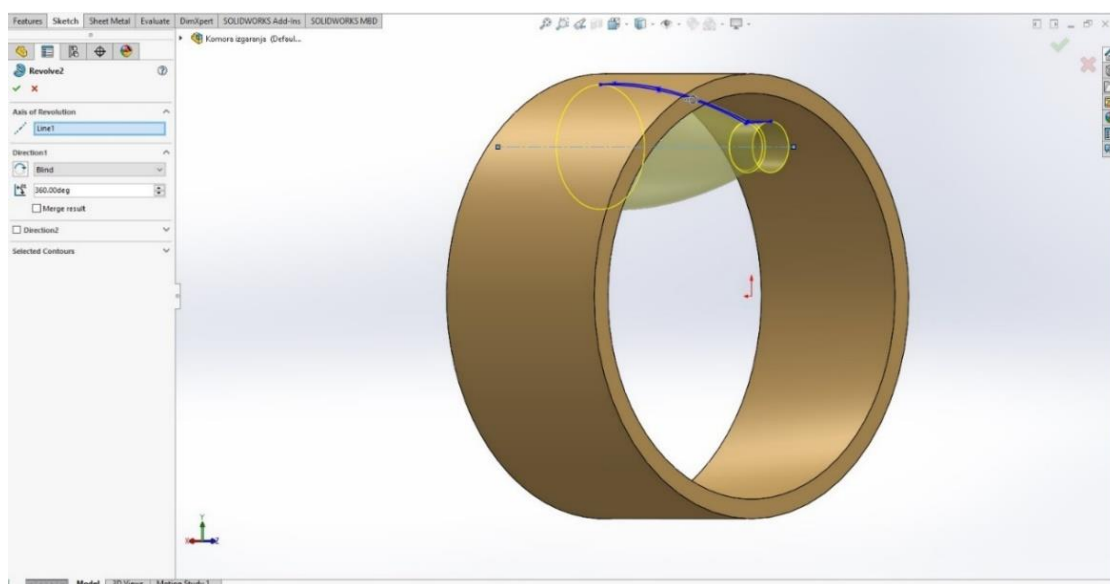 Features Sketch Sheet Metal Evaluate DimXpert SOLIDWORKS Add-Ins SOLIDWORKS MBD
Komora izgaranja (Defaul...
Revolve2
Axis of Revolution
Line1
Direction1
Blind
360.00deg
Merge result
Direction2
Selected Contours
Y
X Z
Model 3D Views Motion Study 1